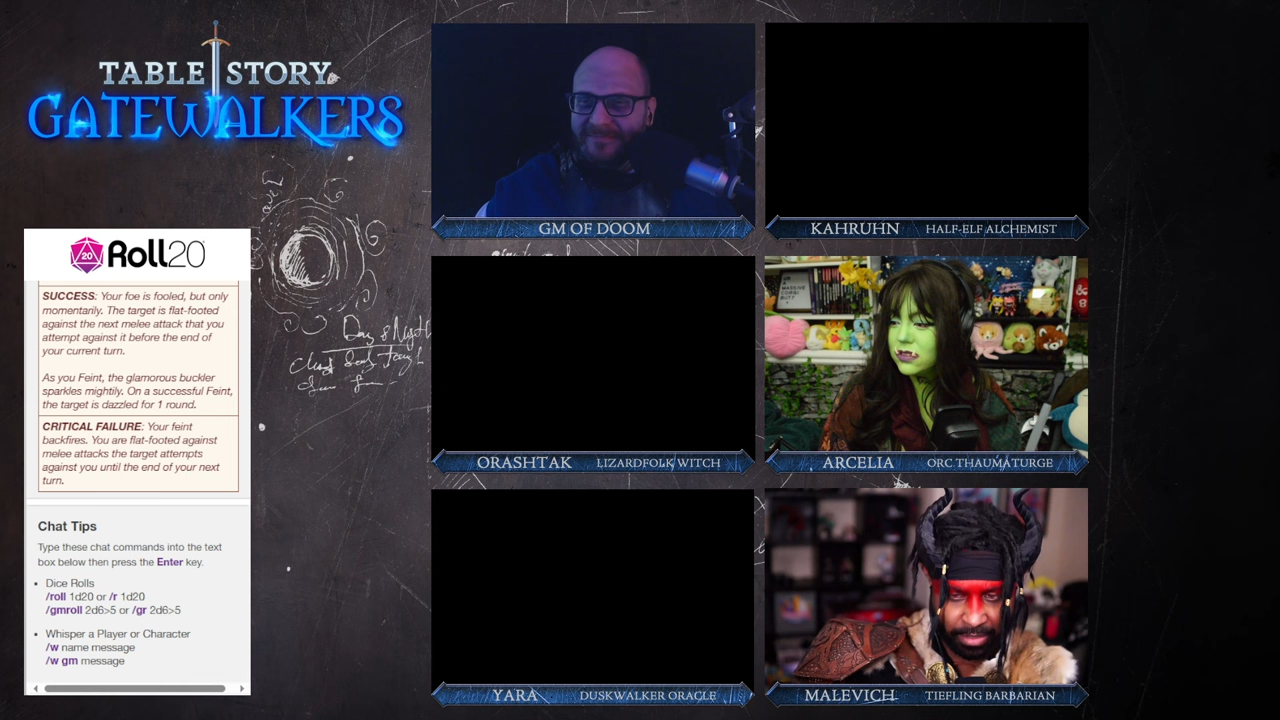 TABLE STORY
GATEWALKERS
Roll20
SUCCESS: Your foe is fooled, but only
momentarily. The target is flat-footed
against the next melee attack that you
attempt against it before the end of
your current turn.
As you Feint, the glamorous buckler
sparkles mightily. On a successful Feint,
the target is dazzled for 1 round.
CRITICAL FAILURE: Your feint
backfires. You are flat-footed against
melee attacks the target attempts
against you until the end of your next
turn.
Chat Tips
Type these chat commands into the text
box below then press the Enter key.
Dice Rolls
/roll 1d20 or /r 1d20
/gmroll 2d6>5 or /gr 2d6>5
Whisper a Player or Character
/w name message
/w gm message
GM OF DOOM
KAHRUHN HALF-ELF ALCHEMIST
ORASHTAK LIZARDFOLK WITCH
ARCELIA ORC THAUMATURGE
YARA DUSKWALKER ORACLE
MALEVICH TIEFLING BARBARIAN